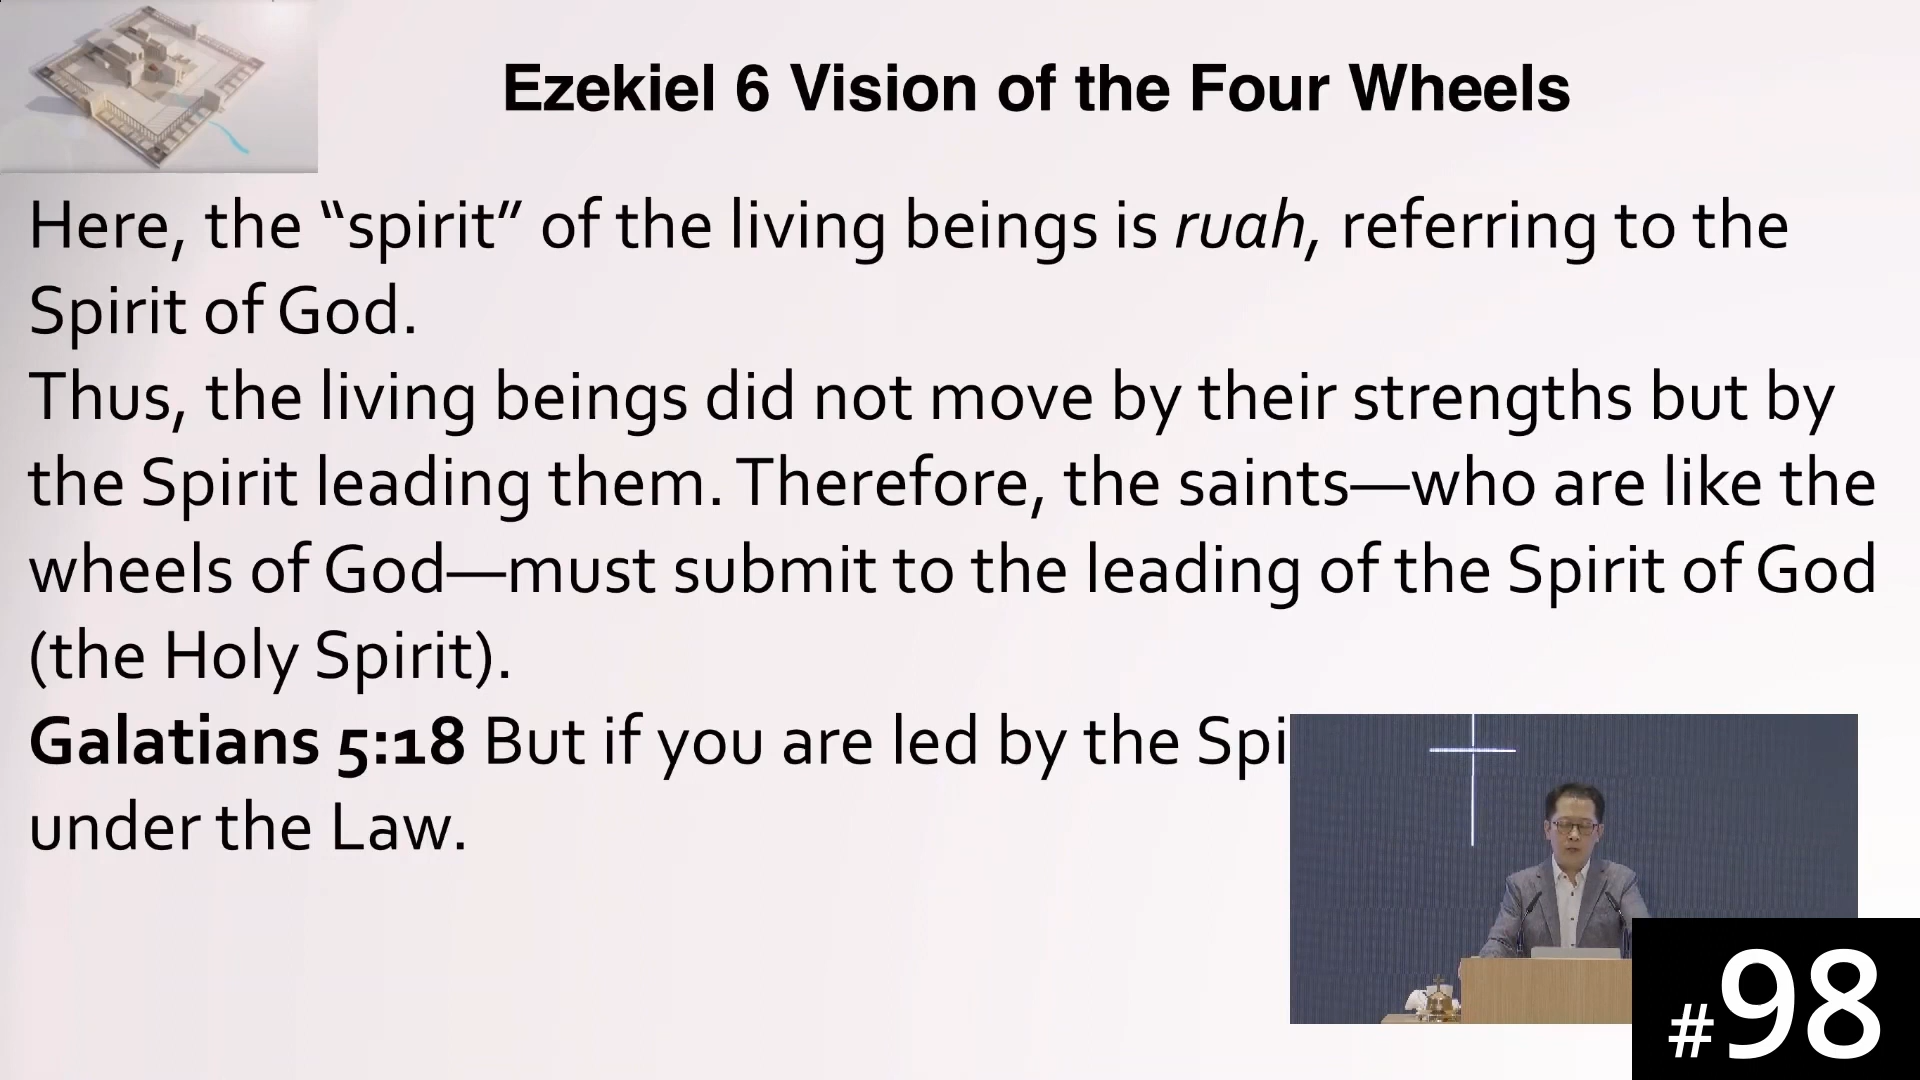 Ezekiel 6 Vision of the Four Wheels
Here, the “spirit” of the living beings is ruah, referring to the
Spirit of God.
Thus, the living beings did not move by their strengths but by
the Spirit leading them. Therefore, the saints—who are like the
wheels of God—must submit to the leading of the Spirit of God
(the Holy Spirit).
Galatians 5:18 But if you are led by the Spi
under the Law.
#98